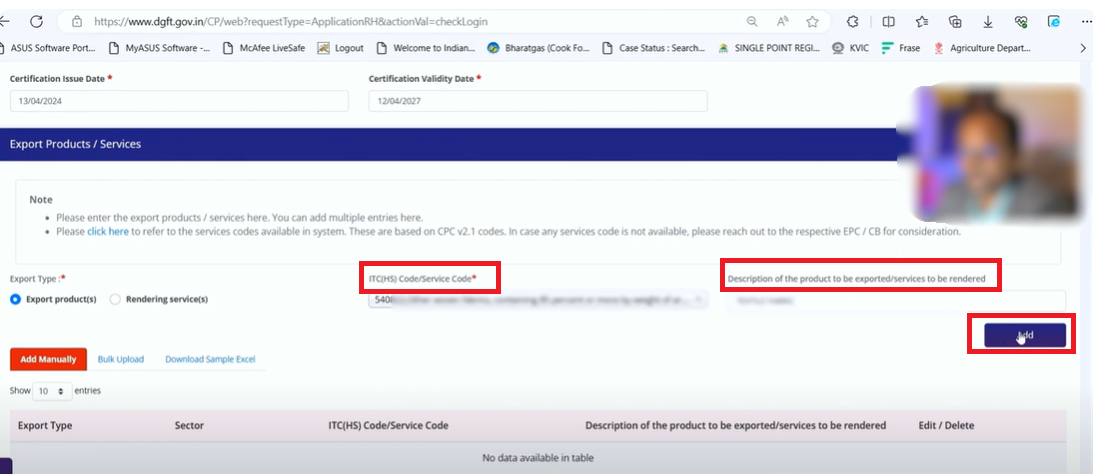 https://www.dgft.gov.in/CP/web?requestType=ApplicationRH&actionVal=checkLogin
ASUS Software Port... MyASUS Software -... McAfee LiveSafe Logout Welcome to Indian... Bharatgas (Cook Fo... Case Status : Search... SINGLE POINT REGI... KVIC Frase Agriculture Depart...
Certification Issue Date * Certification Validity Date *
13/04/2024 12/04/2027
Export Products / Services
Note
• Please enter the export products / services here. You can add multiple entries here.
• Please click here to refer to the services codes available in system. These are based on CPC v2.1 codes. In case any services code is not available, please reach out to the respective EPC / CB for consideration.
Export Type :* ITC(HS) Code/Service Code* Description of the product to be exported/services to be rendered
Export product(s) Rendering service(s) 540
Add
Add Manually Bulk Upload Download Sample Excel
Show 10 entries
Export Type Sector ITC(HS) Code/Service Code Description of the product to be exported/services to be rendered Edit / Delete
No data available in table